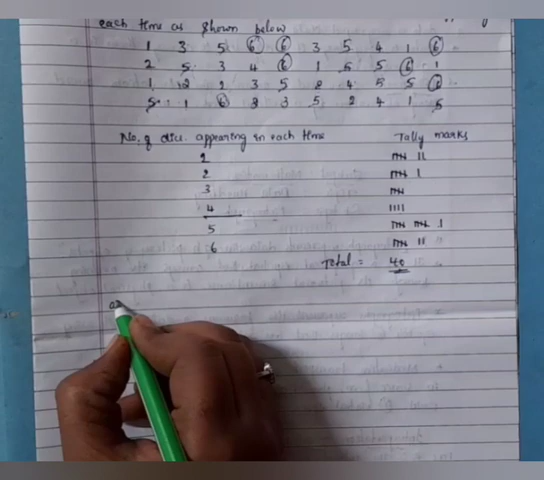 each time as shown below
1 3 5 6 6 3 5 4 1 6
2 5 3 4 6 1 5 5 6 1
1 2 2 3 5 2 4 5 5 6
5 1 6 2 3 5 2 4 1 5
No. of dice appearing in each time Tally marks
1 𝍸 ||
2 𝍸 |
3 𝍸
4 ||||
5 𝍸 𝍸 |
6 𝍸 ||
Total = 40